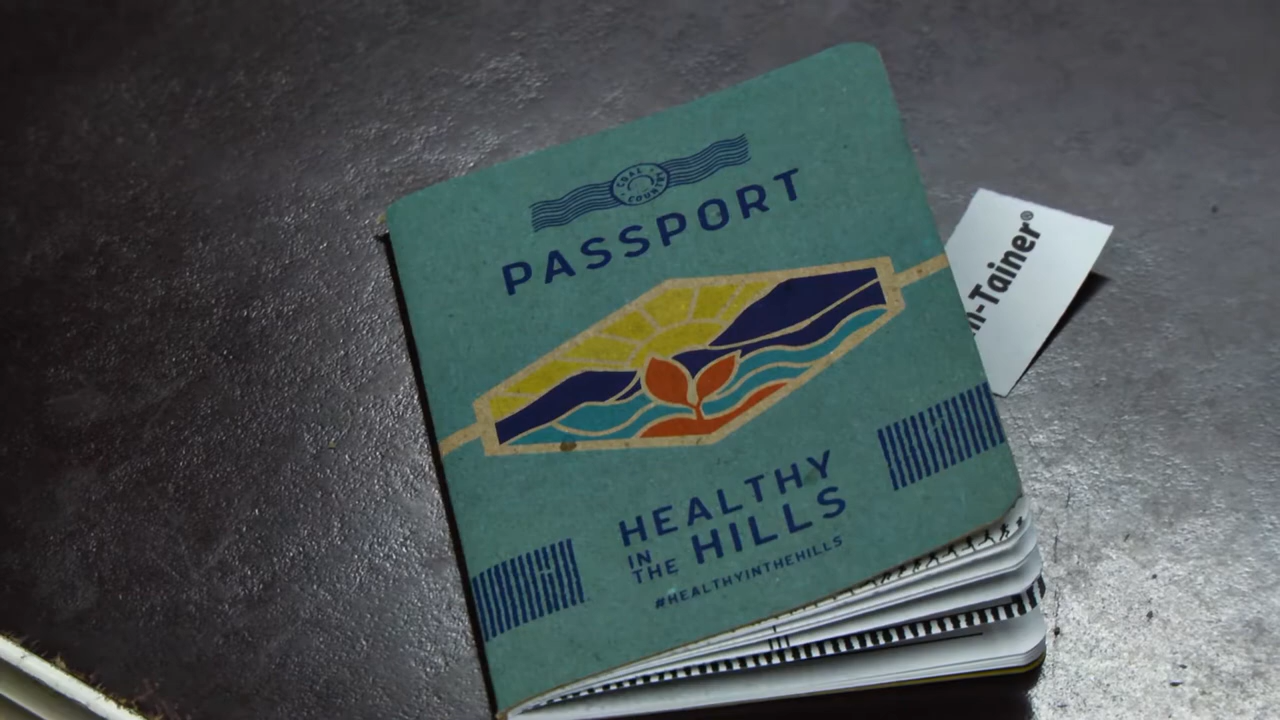 COAL
COUNTRY
PASSPORT
HEALTHY
IN
THE HILLS
#HEALTHYINTHEHILLS
-Tainer®